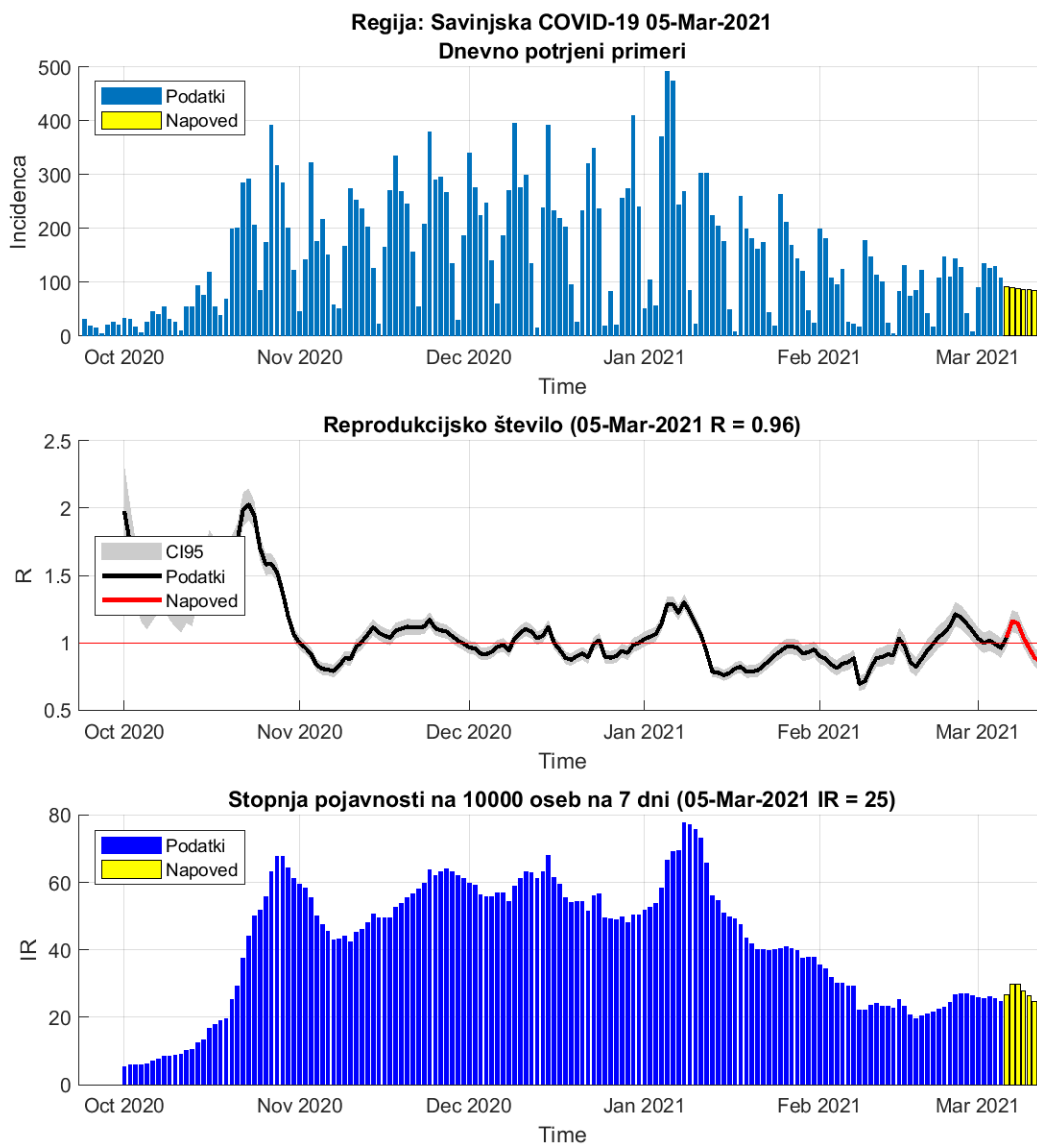 Regija: Savinjska COVID-19 05-Mar-2021
Dnevno potrjeni primeri
500
400
300
200
100
0
Incidenca
Podatki
Napoved
Oct 2020
Nov 2020
Dec 2020
Jan 2021
Feb 2021
Mar 2021
Time
Reprodukcijsko število (05-Mar-2021 R = 0.96)
2.5
2
1.5
1
0.5
R
CI95
Podatki
Napoved
Oct 2020
Nov 2020
Dec 2020
Jan 2021
Feb 2021
Mar 2021
Time
Stopnja pojavnosti na 10000 oseb na 7 dni (05-Mar-2021 IR = 25)
80
60
40
20
0
IR
Podatki
Napoved
Oct 2020
Nov 2020
Dec 2020
Jan 2021
Feb 2021
Mar 2021
Time